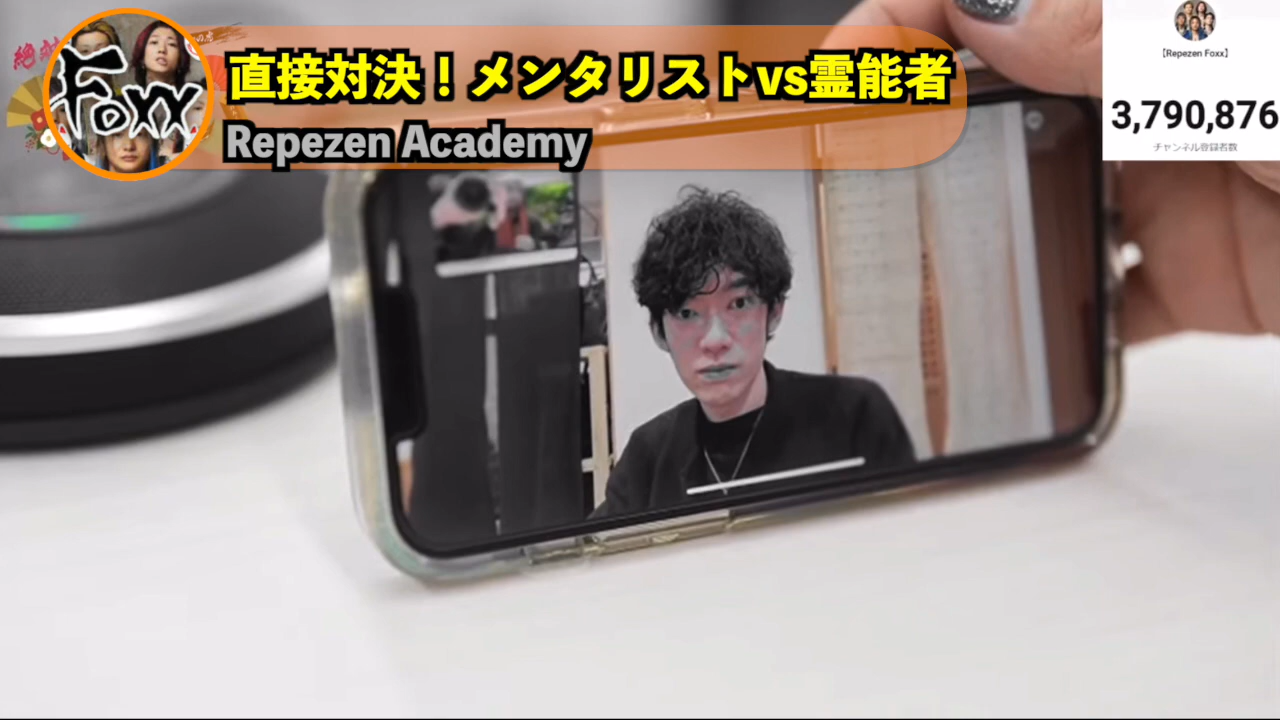 Foxx
直接対決！メンタリストvs霊能者
Repezen Academy
【Repezen Foxx】
3,790,876
チャンネル登録者数